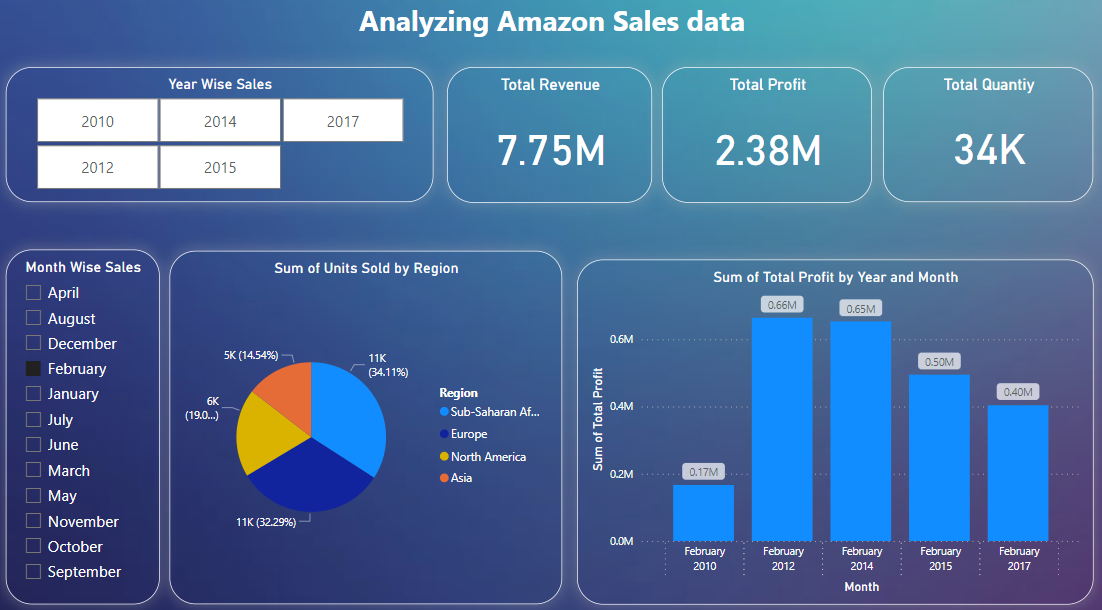 Analyzing Amazon Sales data
Year Wise Sales
2010
2014
2017
2012
2015
Total Revenue
7.75M
Total Profit
2.38M
Total Quantiy
34K
Month Wise Sales
April
August
December
February
January
July
June
March
May
November
October
September
Sum of Units Sold by Region
5K (14.54%)
11K
(34.11%)
6K
(19.0...)
11K (32.29%)
Region
Sub-Saharan Af...
Europe
North America
Asia
Sum of Total Profit by Year and Month
Sum of Total Profit
0.6M
0.4M
0.2M
0.0M
0.17M
0.66M
0.65M
0.50M
0.40M
February
2010
February
2012
February
2014
February
2015
February
2017
Month